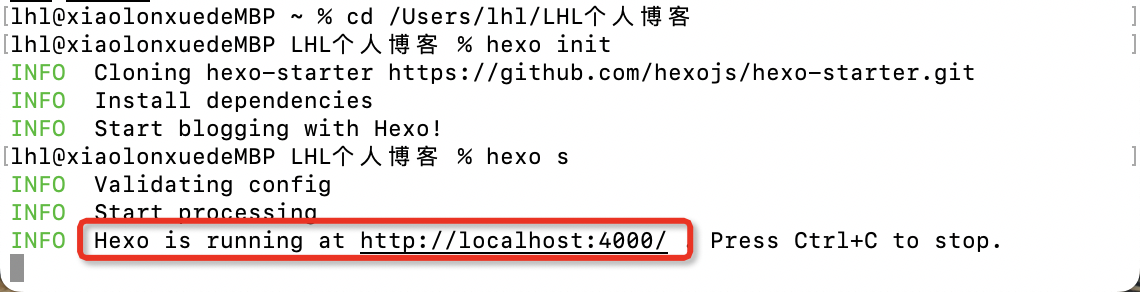 [lhl@xiaolonxuedeMBP ~ % cd /Users/lhl/LHL个人博客 ]
[lhl@xiaolonxuedeMBP LHL个人博客 % hexo init ]
INFO  Cloning hexo-starter https://github.com/hexojs/hexo-starter.git
INFO  Install dependencies
INFO  Start blogging with Hexo!
[lhl@xiaolonxuedeMBP LHL个人博客 % hexo s ]
INFO  Validating config
INFO  Start processing
INFO  Hexo is running at http://localhost:4000/ . Press Ctrl+C to stop.